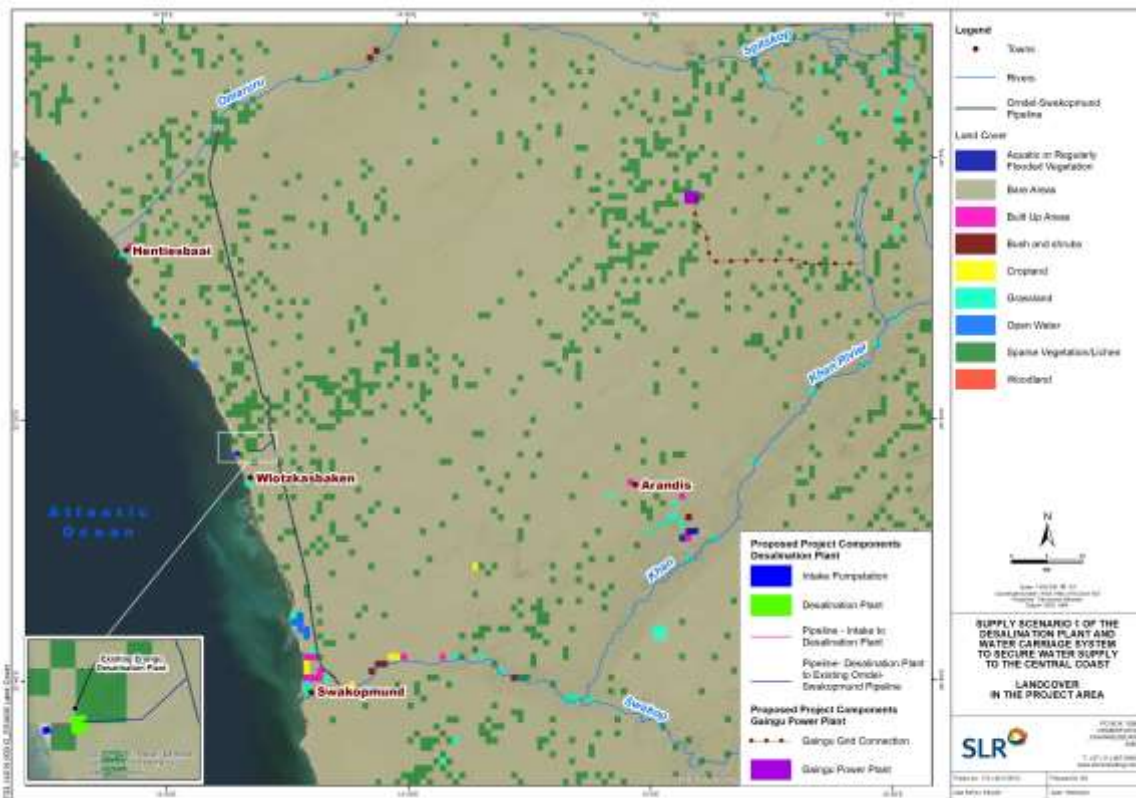 Omaruru
Spitskop
Hentiesbaai
Khan Rivier
Wlotzkasbaken
Arandis
Atlantic
Ocean
Khan
Swakopmund
Swakop
Existing Erongo
Desalination Plant
Proposed Project Components
Desalination Plant
Intake Pumpstation
Desalination Plant
Pipeline - Intake to
Desalination Plant
Pipeline- Desalination Plant
to Existing Omdel-
Swakopmund Pipeline
Proposed Project Components
Gaingu Power Plant
Gaingu Grid Connection
Gaingu Power Plant
Legend
Towns
Rivers
Omdel-Swakopmund
Pipeline
Land Cover
Aquatic or Regularly
Flooded Vegetation
Bare Areas
Built Up Areas
Bush and shrubs
Cropland
Grassland
Open Water
Sparse Vegetation/Lichen
Woodland
N
SUPPLY SCENARIO 1 OF THE
DESALINATION PLANT AND
WATER CARRIAGE SYSTEM
TO SECURE WATER SUPPLY
TO THE CENTRAL COAST
LANDCOVER
IN THE PROJECT AREA
SLR